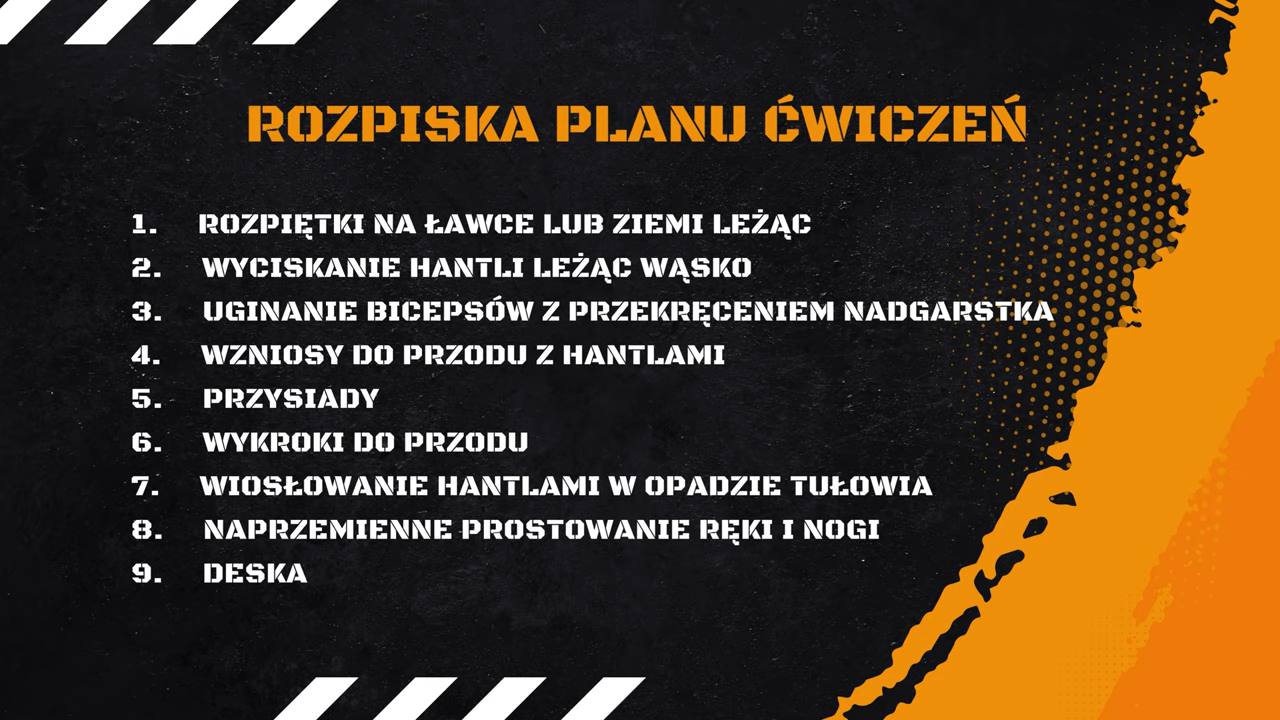 ROZPISKA PLANU ĆWICZEŃ
1. ROZPIĘTKI NA ŁAWCE LUB ZIEMI LEŻĄC
2. WYCISKANIE HANTLI LEŻĄC WĄSKO
3. UGINANIE BICEPSÓW Z PRZEKRĘCENIEM NADGARSTKA
4. WZNIOSY DO PRZODU Z HANTLAMI
5. PRZYSIADY
6. WYKROKI DO PRZODU
7. WIOSŁOWANIE HANTLAMI W OPADZIE TUŁOWIA
8. NAPRZEMIENNE PROSTOWANIE RĘKI I NOGI
9. DESKA